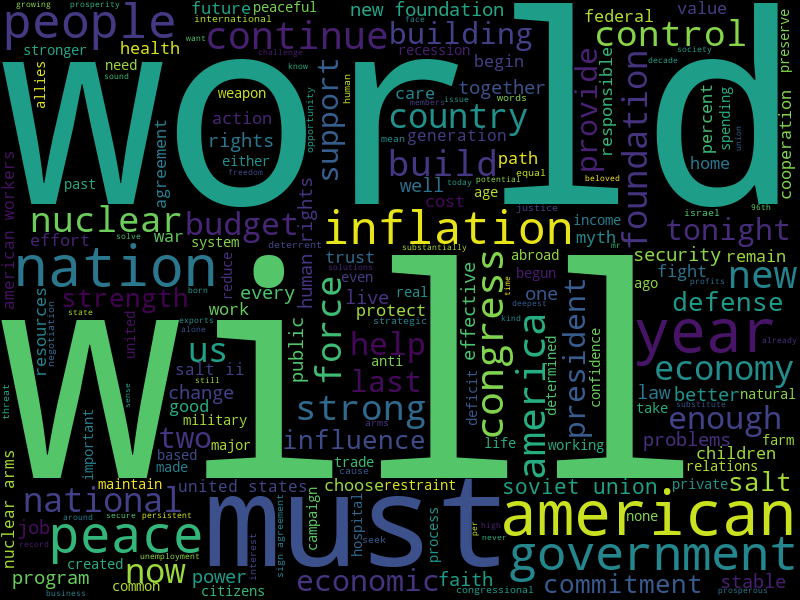 growing prosperity international future peaceful new foundation federal value
people stronger health continue building control preserve
face want challenge recession begin society
allies need sound know together decade
world
weapon care members issue words
action human country responsible percent spending
rights support opportunity mean generation provide foundation cooperation
either freedom build path home union
agreement past well potential equal
today age beloved
american workers cost justice israel 96th
nuclear budget inflation income tonight
effort solve war system deterrent human rights trust substantially myth mr
nation reduce solutions even congress time abroad security remain
born begun fight profits new
strength every live real effective one ago defense
resources state exports protect strategic deepest kind
negotiation united alone work force america president confidence year
us public help determined law better natural already
salt ii anti economy
threat change still last deficit take substitute
will
good strong arms enough
military life
important two major influence working problems farm
sense based trade cause children
nuclear arms made relations
maintain united states choose restraint soviet union private salt
national must american
job around secure persistent campaign hospital process per high none
peace interest sign agreement seek never government
record unemployment
created now power economic faith commitment stable
program common citizens congressional prosperous
business